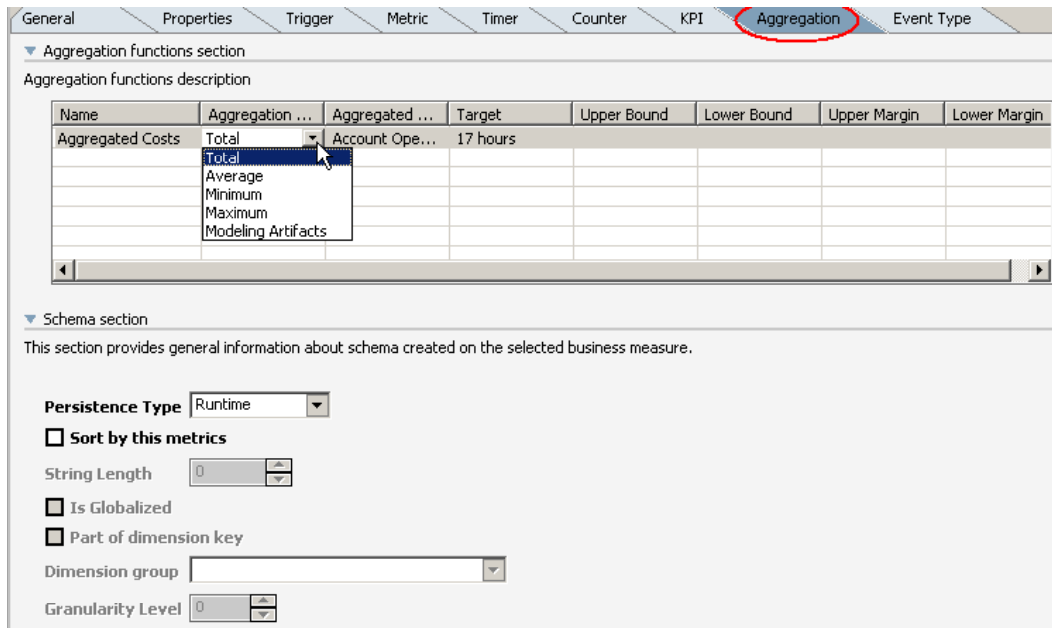 General Properties Trigger Metric Timer Counter KPI Aggregation Event Type
Aggregation functions section
Aggregation functions description
Name Aggregation ... Aggregated ... Target Upper Bound Lower Bound Upper Margin Lower Margin
Aggregated Costs Total Account Ope... 17 hours
Total
Average
Minimum
Maximum
Modeling Artifacts
Schema section
This section provides general information about schema created on the selected business measure.
Persistence Type Runtime
Sort by this metrics
String Length 0
Is Globalized
Part of dimension key
Dimension group
Granularity Level 0